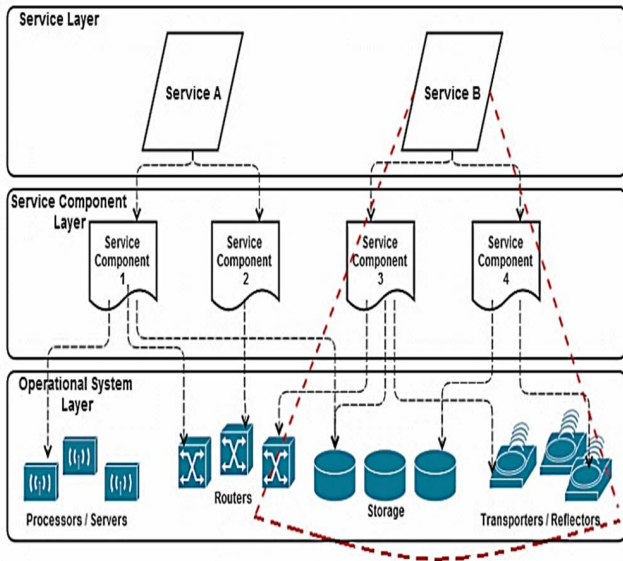 Service Layer
Service A
Service B
Service Component
Layer
Service
Component
1
Service
Component
2
Service
Component
3
Service
Component
4
Operational System
Layer
Processors / Servers
Routers
Storage
Transporters / Reflectors